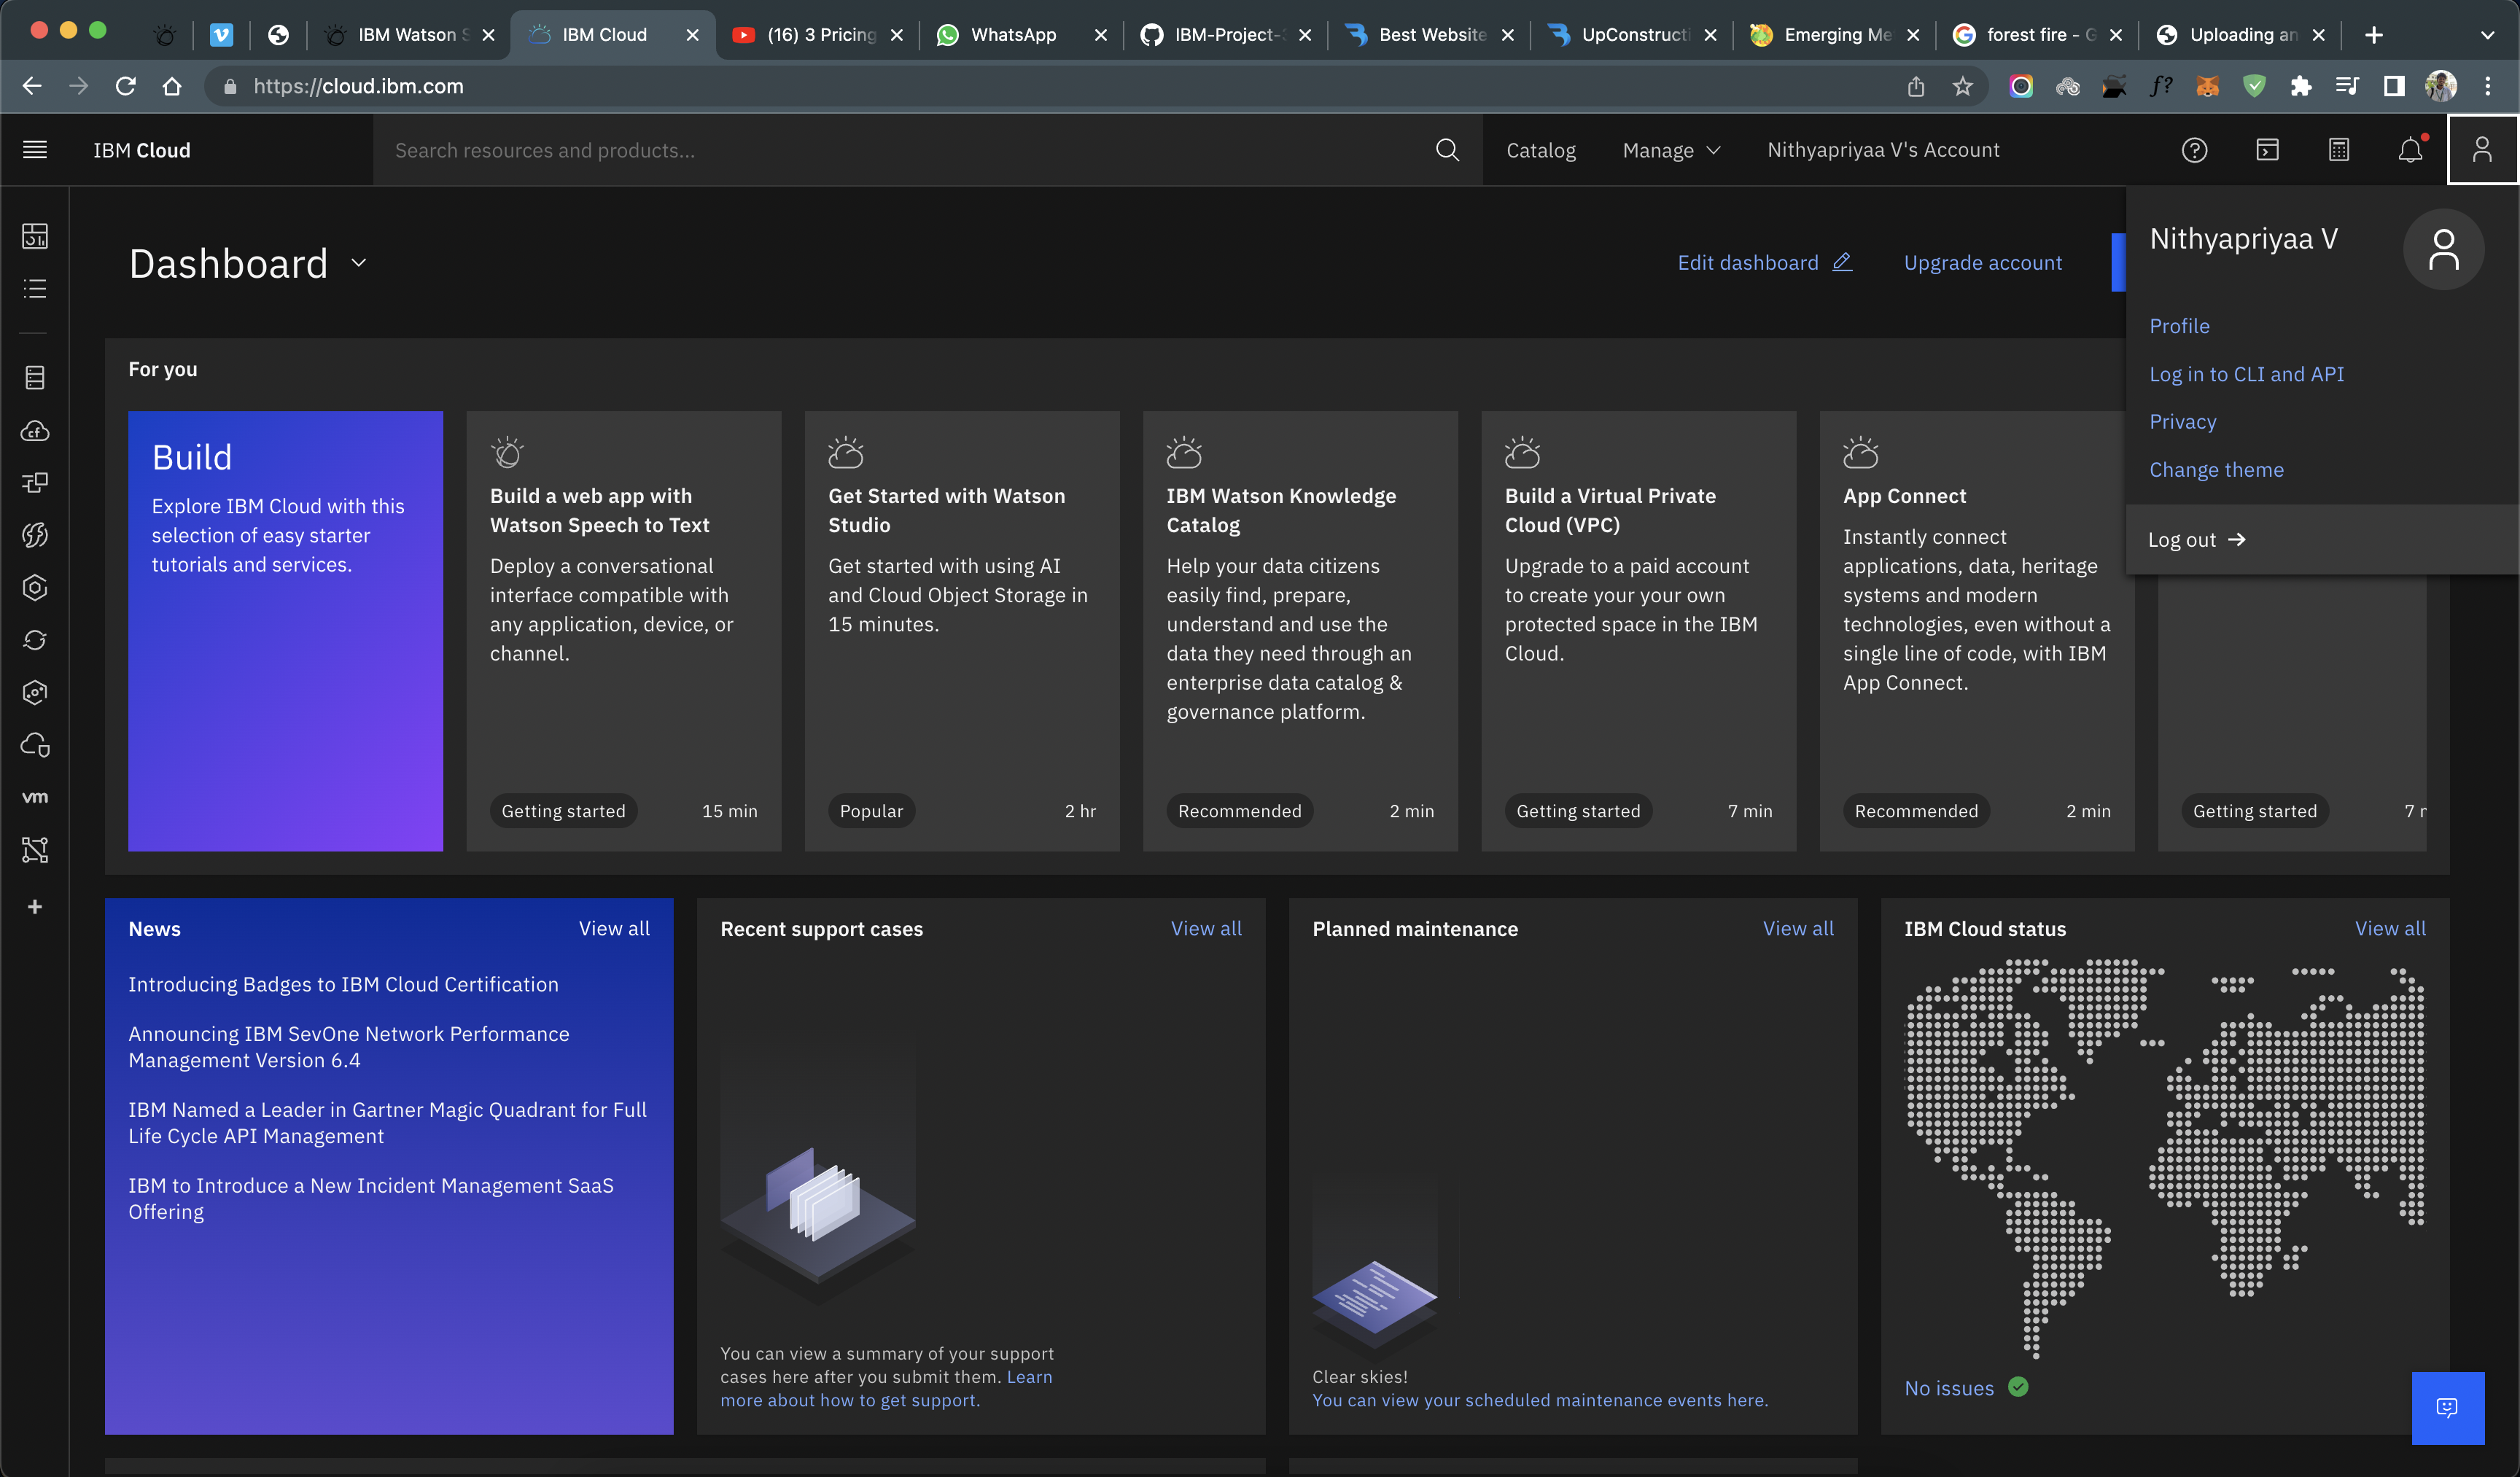 IBM Watson S
IBM Cloud
(16) 3 Pricing
WhatsApp
IBM-Project-
Best Website
UpConstructi
Emerging Me
forest fire - G
Uploading an
https://cloud.ibm.com
IBM Cloud
Search resources and products...
Catalog
Manage
Nithyapriyaa V's Account
Dashboard
Edit dashboard
Upgrade account
Nithyapriyaa V
Profile
Log in to CLI and API
Privacy
Change theme
Log out
For you
Build
Explore IBM Cloud with this
selection of easy starter
tutorials and services.
Build a web app with
Watson Speech to Text
Deploy a conversational
interface compatible with
any application, device, or
channel.
Getting started
15 min
Get Started with Watson
Studio
Get started with using AI
and Cloud Object Storage in
15 minutes.
Popular
2 hr
IBM Watson Knowledge
Catalog
Help your data citizens
easily find, prepare,
understand and use the
data they need through an
enterprise data catalog &
governance platform.
Recommended
2 min
Build a Virtual Private
Cloud (VPC)
Upgrade to a paid account
to create your your own
protected space in the IBM
Cloud.
Getting started
7 min
App Connect
Instantly connect
applications, data, heritage
systems and modern
technologies, even without a
single line of code, with IBM
App Connect.
Recommended
2 min
Getting started
7
cf
vm
News
View all
Introducing Badges to IBM Cloud Certification
Announcing IBM SevOne Network Performance
Management Version 6.4
IBM Named a Leader in Gartner Magic Quadrant for Full
Life Cycle API Management
IBM to Introduce a New Incident Management SaaS
Offering
Recent support cases
View all
You can view a summary of your support
cases here after you submit them. Learn
more about how to get support.
Planned maintenance
View all
Clear skies!
You can view your scheduled maintenance events here.
IBM Cloud status
View all
No issues